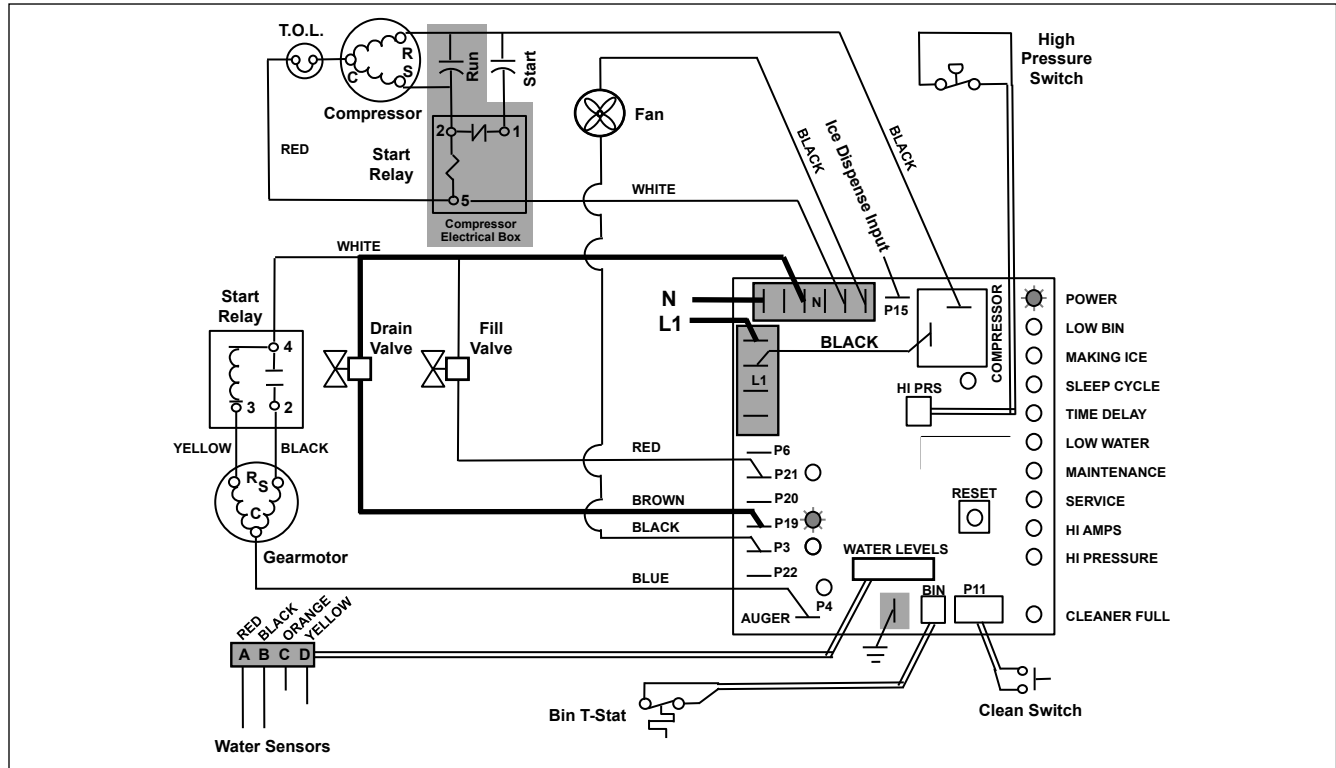 T.O.L.
C
R
S
Compressor
Run
Start
RED
2
1
Start
Relay
5
Compressor
Electrical Box
WHITE
Fan
BLACK
Ice Dispense Input
BLACK
High
Pressure
Switch
WHITE
Start
Relay
4
3
2
YELLOW
BLACK
R
S
C
Gearmotor
Drain
Valve
Fill
Valve
N
L1
N
P15
BLACK
L1
COMPRESSOR
HI PRS
P6
RED
P21
P20
BROWN
P19
BLACK
P3
P22
BLUE
P4
AUGER
RESET
WATER LEVELS
BIN
P11
POWER
LOW BIN
MAKING ICE
SLEEP CYCLE
TIME DELAY
LOW WATER
MAINTENANCE
SERVICE
HI AMPS
HI PRESSURE
CLEANER FULL
RED
BLACK
ORANGE
YELLOW
A B C D
Water Sensors
Bin T-Stat
Clean Switch